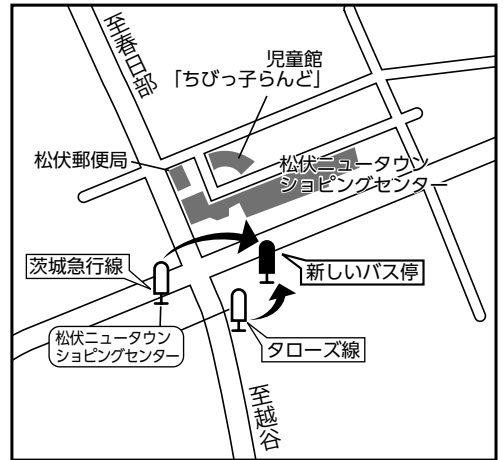 至春日部
児童館
「ちびっ子らんど」
松伏郵便局
松伏ニュータウン
ショピングセンター
茨城急行線
新しいバス停
松伏ニュータウン
ショピングセンター
タローズ線
至越谷